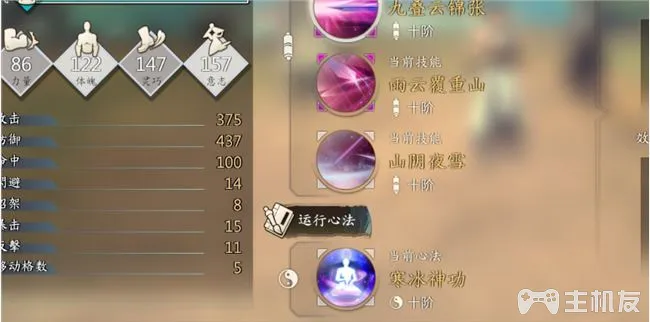 86
122
147
157
力量
体魄
灵巧
意志
攻击 375
防御 437
命中 100
閃避 14
招架 8
暴击 15
反擊 11
移动格数 5
九叠云锦张
十阶
当前技能
雨云覆重山
十阶
当前技能
山間夜雪
十阶
运行心法
当前心法
寒冰神功
十阶
效
主机友